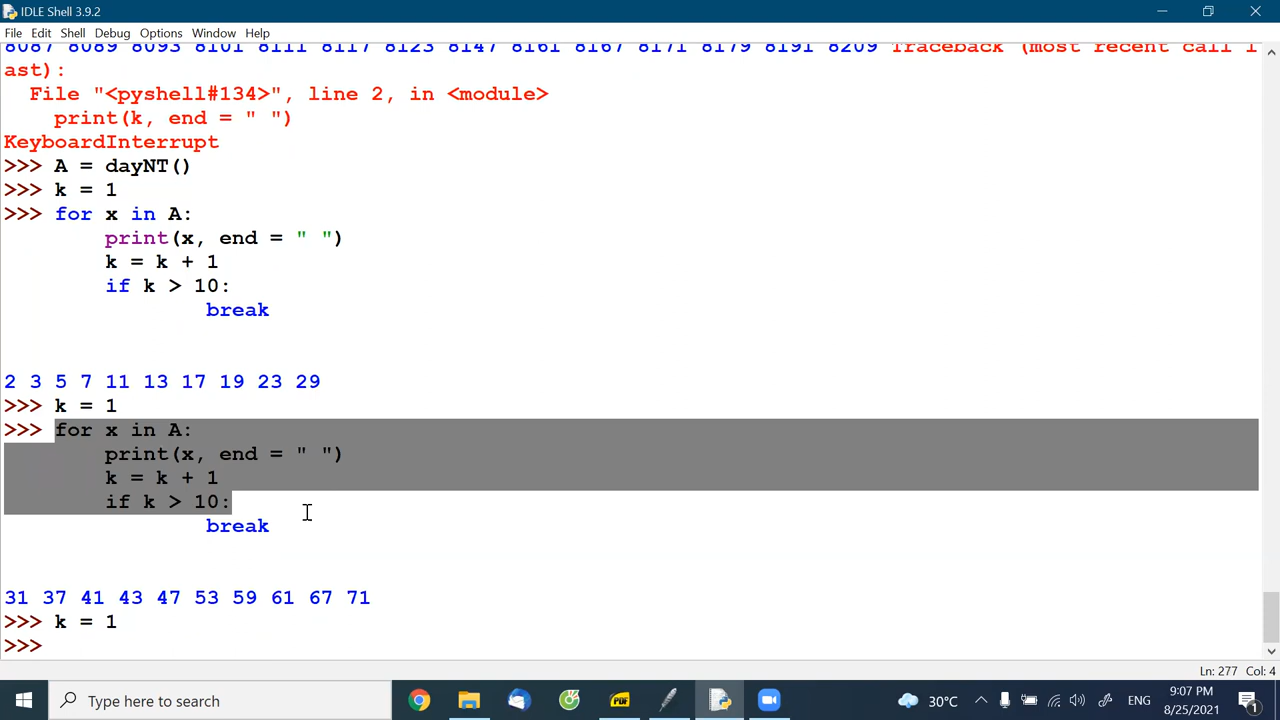 IDLE Shell 3.9.2
File Edit Shell Debug Options Window Help
8087 8089 8093 8101 8111 8117 8123 8147 8161 8167 8171 8179 8191 8209 Traceback (most recent call l
ast):
  File "<pyshell#134>", line 2, in <module>
    print(k, end = " ")
KeyboardInterrupt
>>> A = dayNT()
>>> k = 1
>>> for x in A:
        print(x, end = " ")
        k = k + 1
        if k > 10:
                break
2 3 5 7 11 13 17 19 23 29
>>> k = 1
>>> for x in A:
        print(x, end = " ")
        k = k + 1
        if k > 10:
                break
31 37 41 43 47 53 59 61 67 71
>>> k = 1
>>>
Ln: 277 Col: 4
Type here to search
PDF
30°C
ENG
9:07 PM
8/25/2021
1